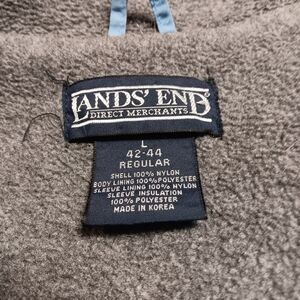 LANDS' END
DIRECT MERCHANTS
L
42-44
REGULAR
SHELL 100% NYLON
BODY LINING 100% POLYESTER
SLEEVE LINING 100% NYLON
SLEEVE INSULATION
100% POLYESTER
MADE IN KOREA